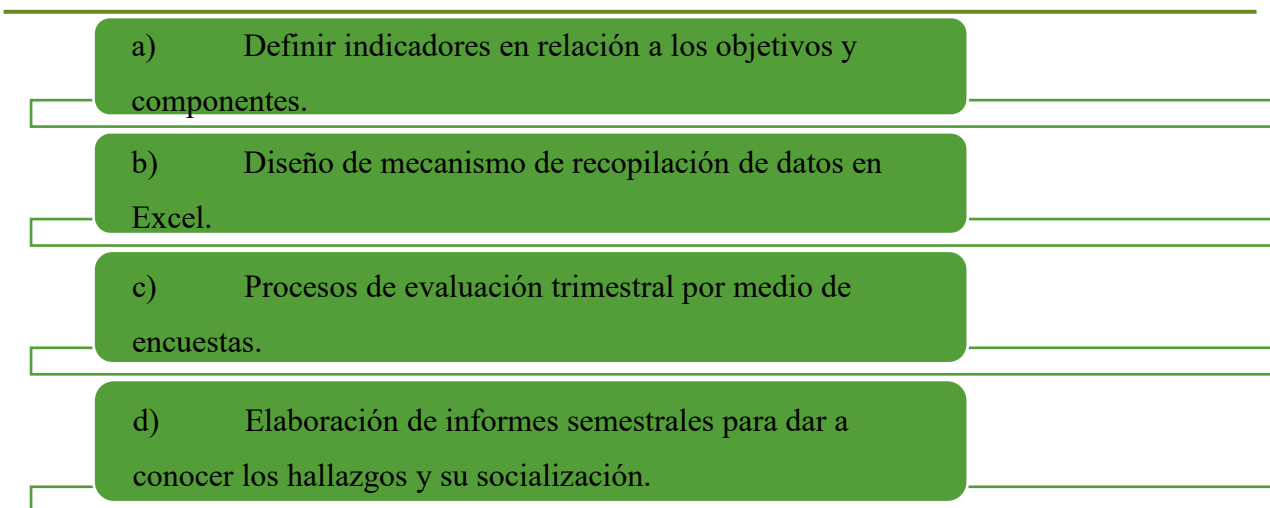 a) Definir indicadores en relación a los objetivos y
componentes.
b) Diseño de mecanismo de recopilación de datos en
Excel.
c) Procesos de evaluación trimestral por medio de
encuestas.
d) Elaboración de informes semestrales para dar a
conocer los hallazgos y su socialización.